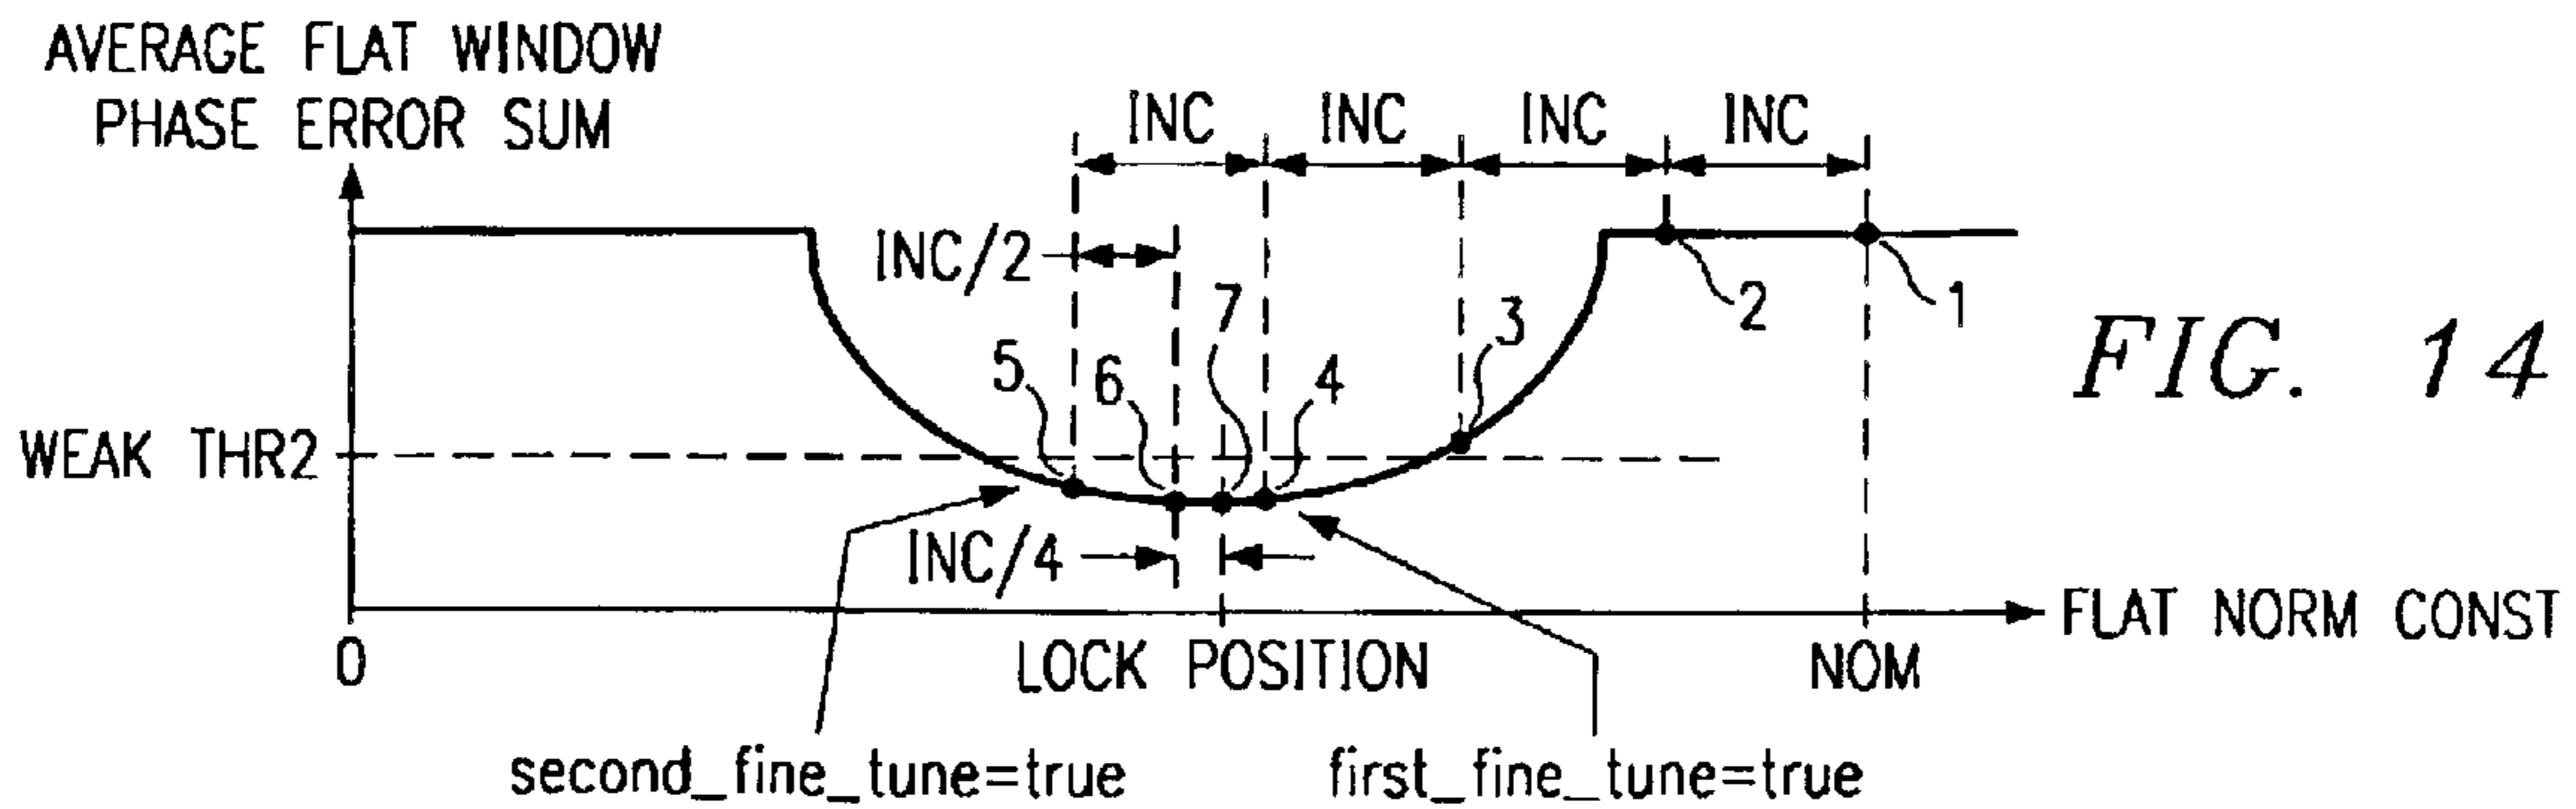 AVERAGE FLAT WINDOW
PHASE ERROR SUM
INC
INC
INC
INC
INC/2
7
2
1
3
5
6
4
FIG. 14
WEAK THR2
INC/4
FLAT NORM CONST
0
LOCK POSITION
NOM
second_fine_tune=true
first_fine_tune=true